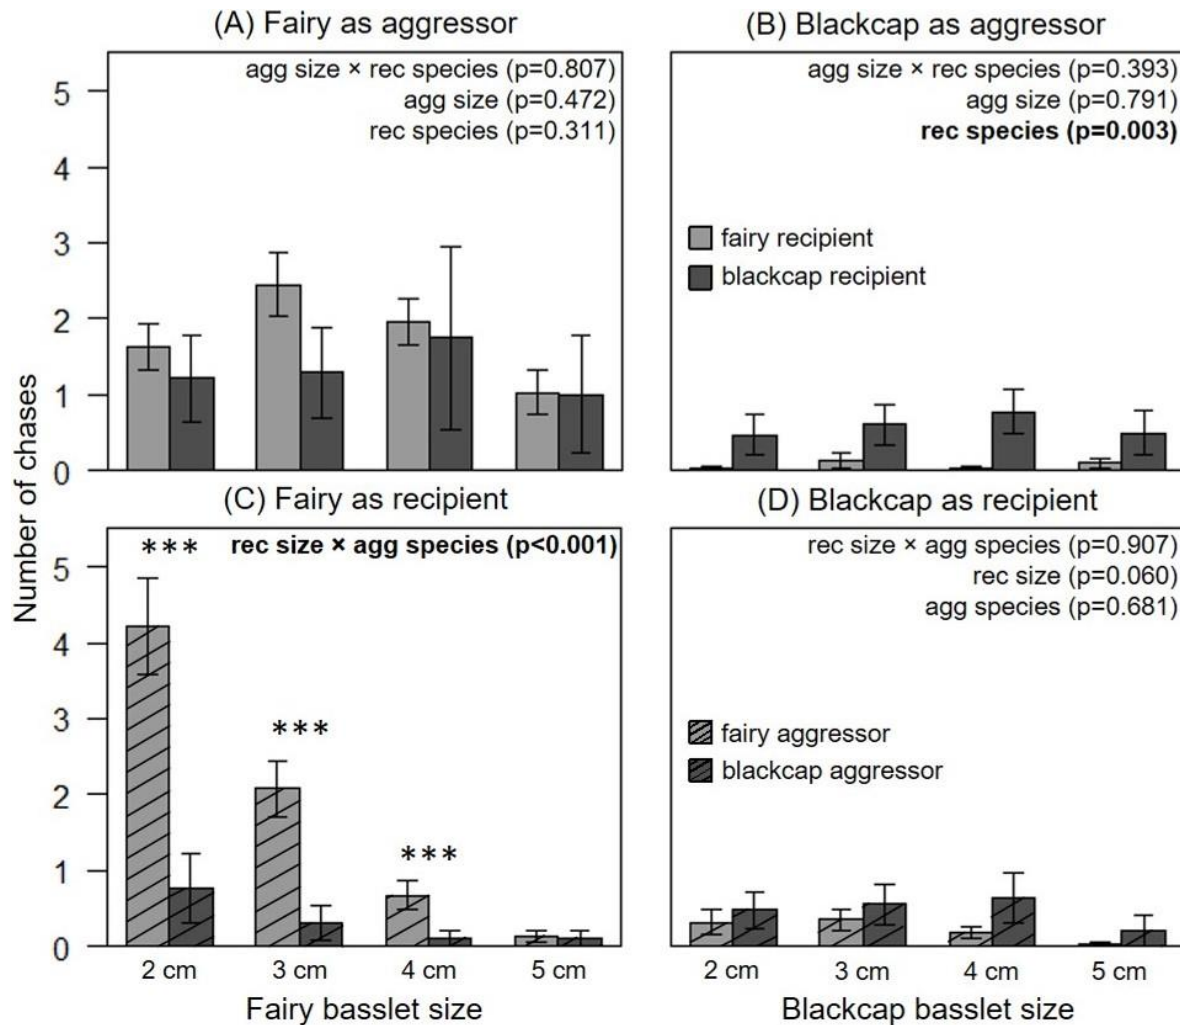 (A) Fairy as aggressor
agg size × rec species (p=0.807)
agg size (p=0.472)
rec species (p=0.311)
5
4
3
2
1
0
(B) Blackcap as aggressor
agg size × rec species (p=0.393)
agg size (p=0.791)
rec species (p=0.003)
fairy recipient
blackcap recipient
Number of chases
(C) Fairy as recipient
rec size × agg species (p<0.001)
***
***
***
5
4
3
2
1
0
2 cm
3 cm
4 cm
5 cm
Fairy basslet size
(D) Blackcap as recipient
rec size × agg species (p=0.907)
rec size (p=0.060)
agg species (p=0.681)
fairy aggressor
blackcap aggressor
2 cm
3 cm
4 cm
5 cm
Blackcap basslet size